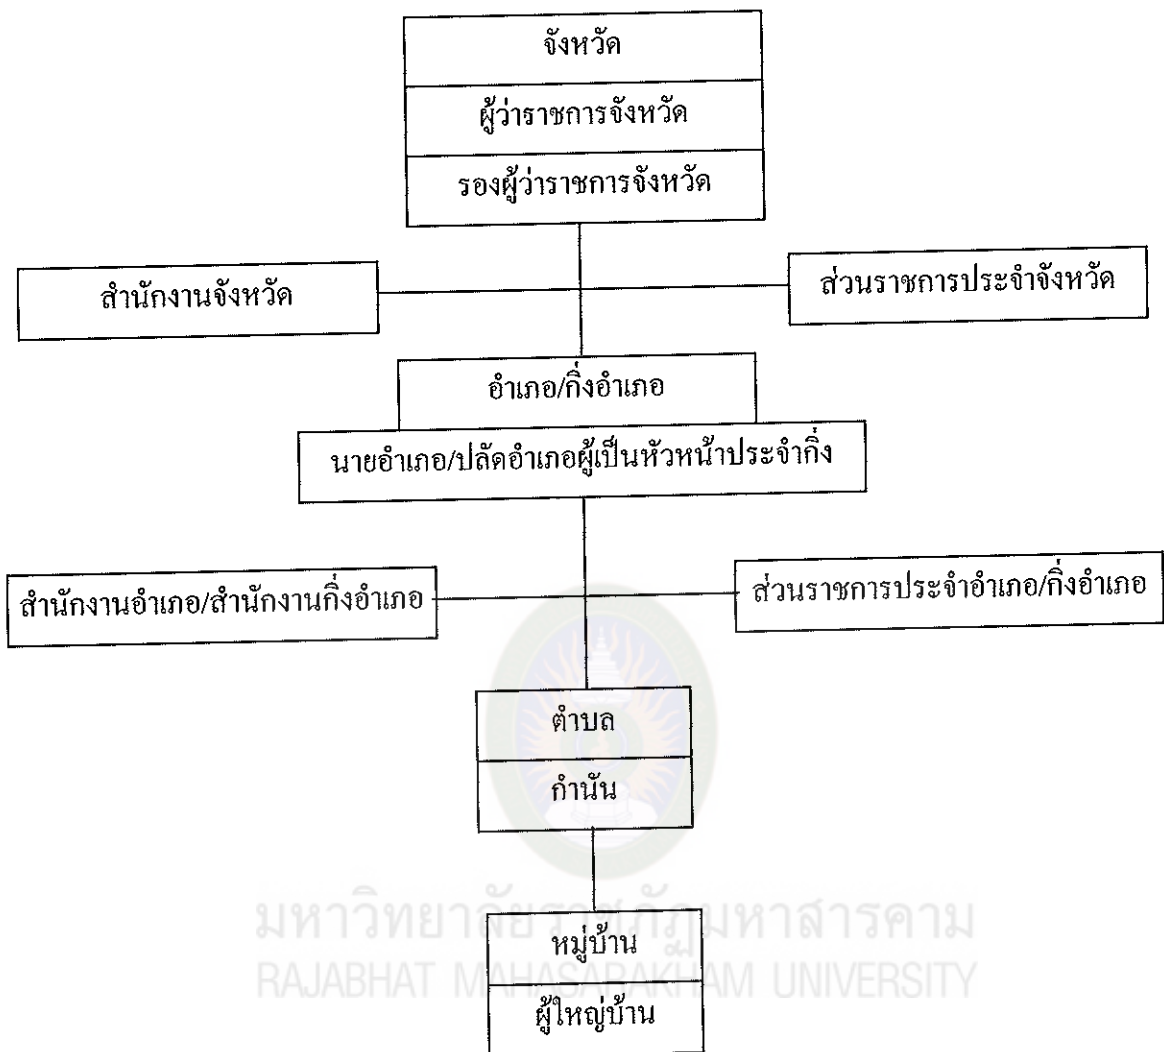 จังหวัด
ผู้ว่าราชการจังหวัด
รองผู้ว่าราชการจังหวัด
สำนักงานจังหวัด
ส่วนราชการประจำจังหวัด
อำเภอ/กิ่งอำเภอ
นายอำเภอ/ปลัดอำเภอผู้เป็นหัวหน้าประจำกิ่ง
สำนักงานอำเภอ/สำนักงานกิ่งอำเภอ
ส่วนราชการประจำอำเภอ/กิ่งอำเภอ
ตำบล
กำนัน
มหาวิทยาลัยราชภัฏมหาสารคาม
RAJABHAT MAHASARAKHAM UNIVERSITY
หมู่บ้าน
ผู้ใหญ่บ้าน